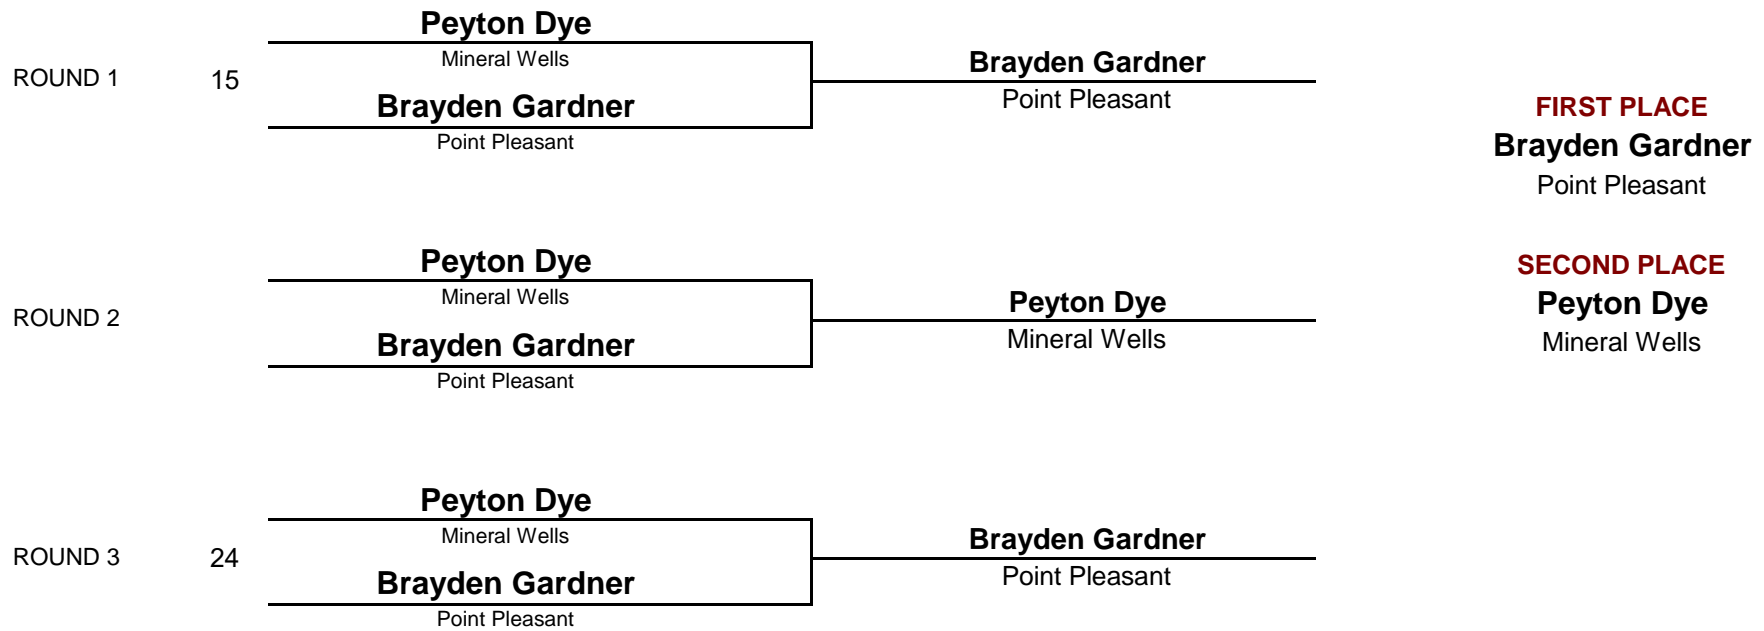 Peyton Dye
Mineral Wells
ROUND 1
15
Brayden Gardner
Point Pleasant
Brayden Gardner
Point Pleasant
FIRST PLACE
Brayden Gardner
Point Pleasant
Peyton Dye
Mineral Wells
ROUND 2
Brayden Gardner
Point Pleasant
Peyton Dye
Mineral Wells
SECOND PLACE
Peyton Dye
Mineral Wells
Peyton Dye
Mineral Wells
ROUND 3
24
Brayden Gardner
Point Pleasant
Brayden Gardner
Point Pleasant